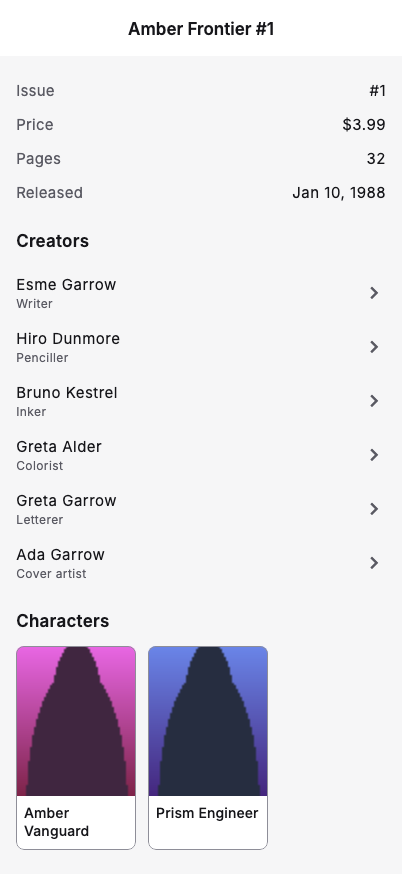 Amber Frontier #1
Issue #1
Price $3.99
Pages 32
Released Jan 10, 1988
Creators
Esme Garrow
Writer
Hiro Dunmore
Penciller
Bruno Kestrel
Inker
Greta Alder
Colorist
Greta Garrow
Letterer
Ada Garrow
Cover artist
Characters
Amber
Vanguard
Prism Engineer